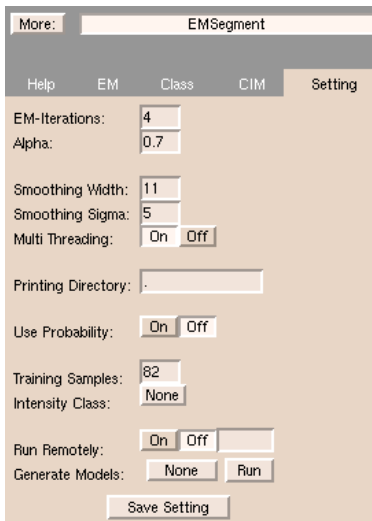 More: EMSegment
Help EM Class CIM Setting
EM-Iterations: 4
Alpha: 0.7
Smoothing Width: 11
Smoothing Sigma: 5
Multi Threading: On Off
Printing Directory: .
Use Probability: On Off
Training Samples: 82
Intensity Class: None
Run Remotely: On Off
Generate Models: None Run
Save Setting